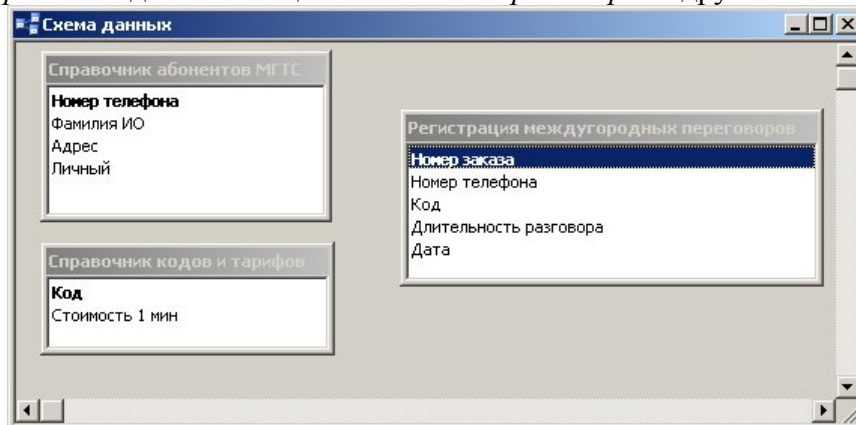 Схема данных
Справочник абонентов МГТС
Номер телефона
Фамилия ИО
Адрес
Личный
Регистрация междугородных переговоров
Номер заказа
Номер телефона
Код
Длительность разговора
Дата
Справочник кодов и тарифов
Код
Стоимость 1 мин